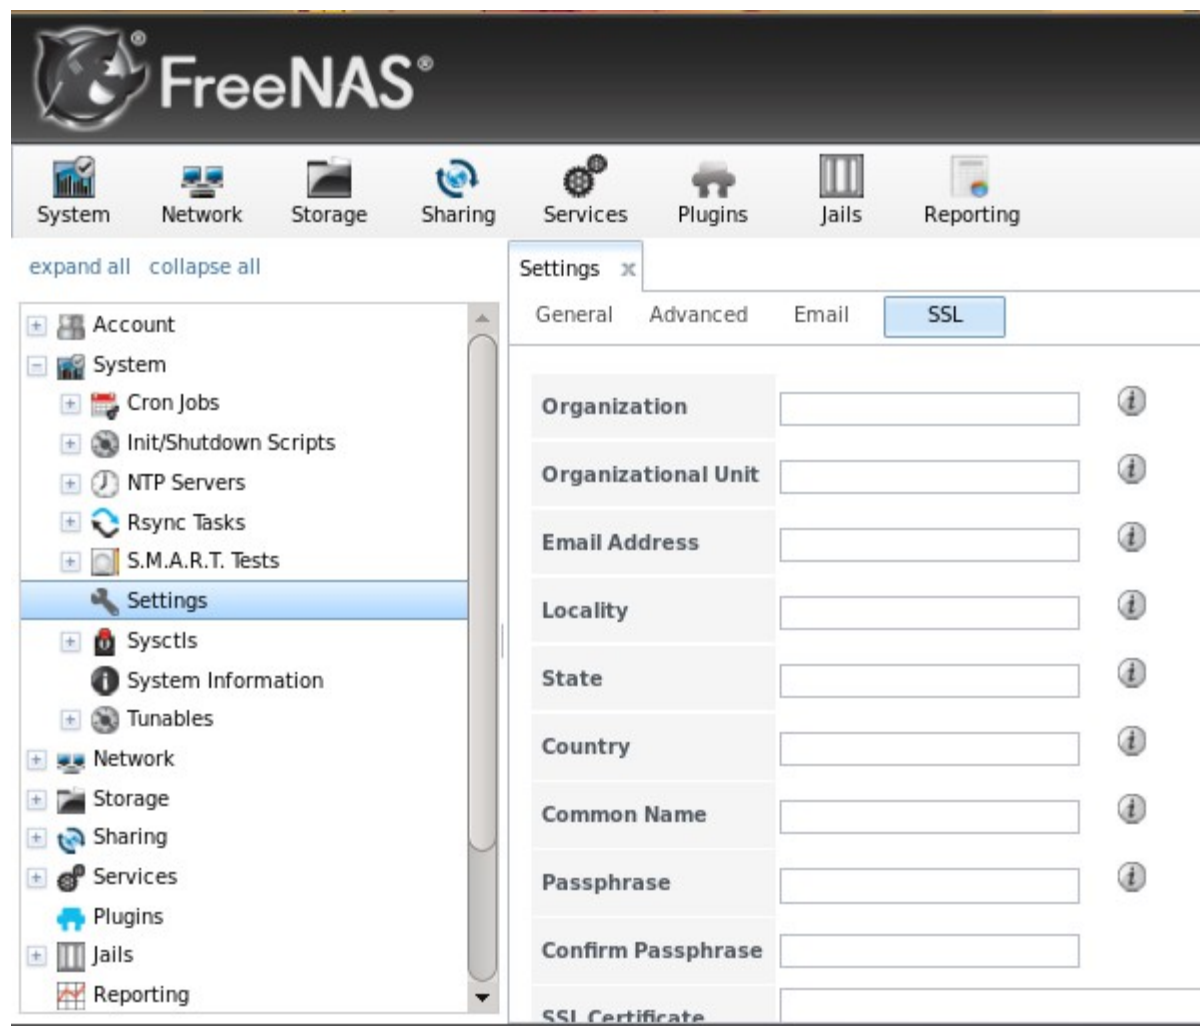 FreeNAS®
System Network Storage Sharing Services Plugins Jails Reporting
expand all collapse all
Account
System
Cron Jobs
Init/Shutdown Scripts
NTP Servers
Rsync Tasks
S.M.A.R.T. Tests
Settings
Sysctls
System Information
Tunables
Network
Storage
Sharing
Services
Plugins
Jails
Reporting
Settings x
General Advanced Email SSL
Organization
Organizational Unit
Email Address
Locality
State
Country
Common Name
Passphrase
Confirm Passphrase
SSL Certificate